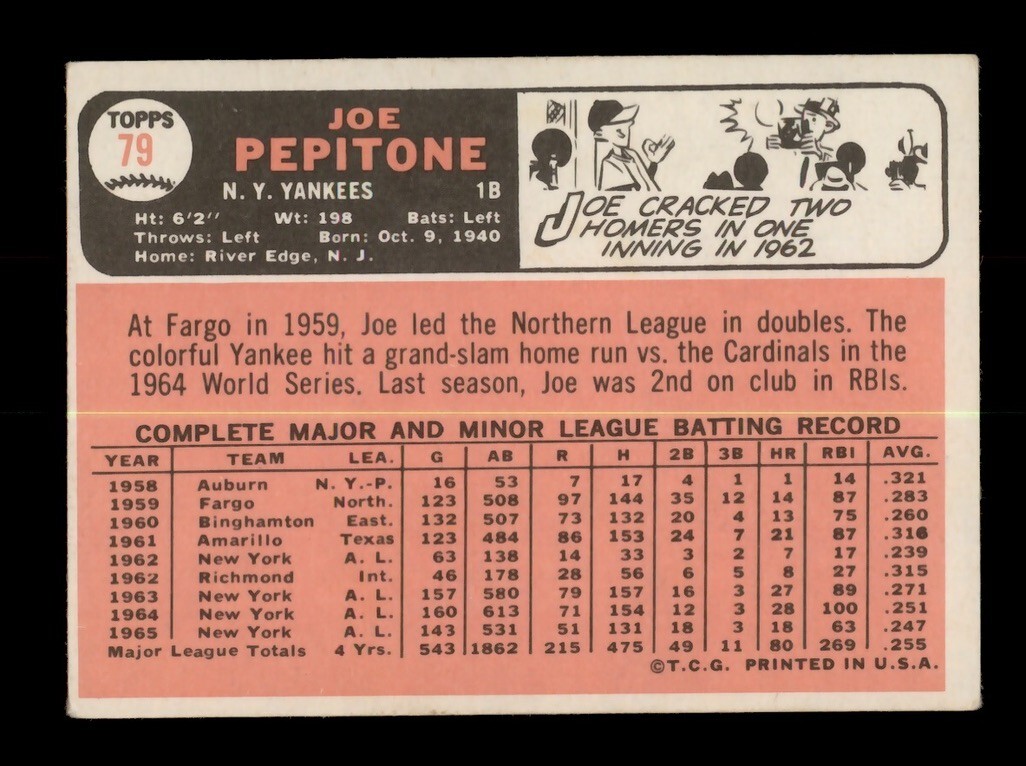 TOPPS
79
JOE
PEPITONE
N. Y. YANKEES 1B
Ht: 6'2" Wt: 198 Bats: Left
Throws: Left Born: Oct. 9, 1940
Home: River Edge, N. J.
JOE CRACKED TWO
HOMERS IN ONE
INNING IN 1962
At Fargo in 1959, Joe led the Northern League in doubles. The
colorful Yankee hit a grand-slam home run vs. the Cardinals in the
1964 World Series. Last season, Joe was 2nd on club in RBIs.
COMPLETE MAJOR AND MINOR LEAGUE BATTING RECORD
YEAR TEAM LEA. G AB R H 2B 3B HR RBI AVG.
1958 Auburn N. Y.-P. 16 53 7 17 4 1 1 14 .321
1959 Fargo North. 123 508 97 144 35 12 14 87 .283
1960 Binghamton East. 132 507 73 132 20 4 13 75 .260
1961 Amarillo Texas 123 484 86 153 24 7 21 87 .316
1962 New York A. L. 63 138 14 33 3 2 7 17 .239
1962 Richmond Int. 46 178 28 56 6 5 8 27 .315
1963 New York A. L. 157 580 79 157 16 3 27 89 .271
1964 New York A. L. 160 613 71 154 12 3 28 100 .251
1965 New York A. L. 143 531 51 131 18 3 18 63 .247
Major League Totals 4 Yrs. 543 1862 215 475 49 11 80 269 .255
©T.C.G. PRINTED IN U.S.A.